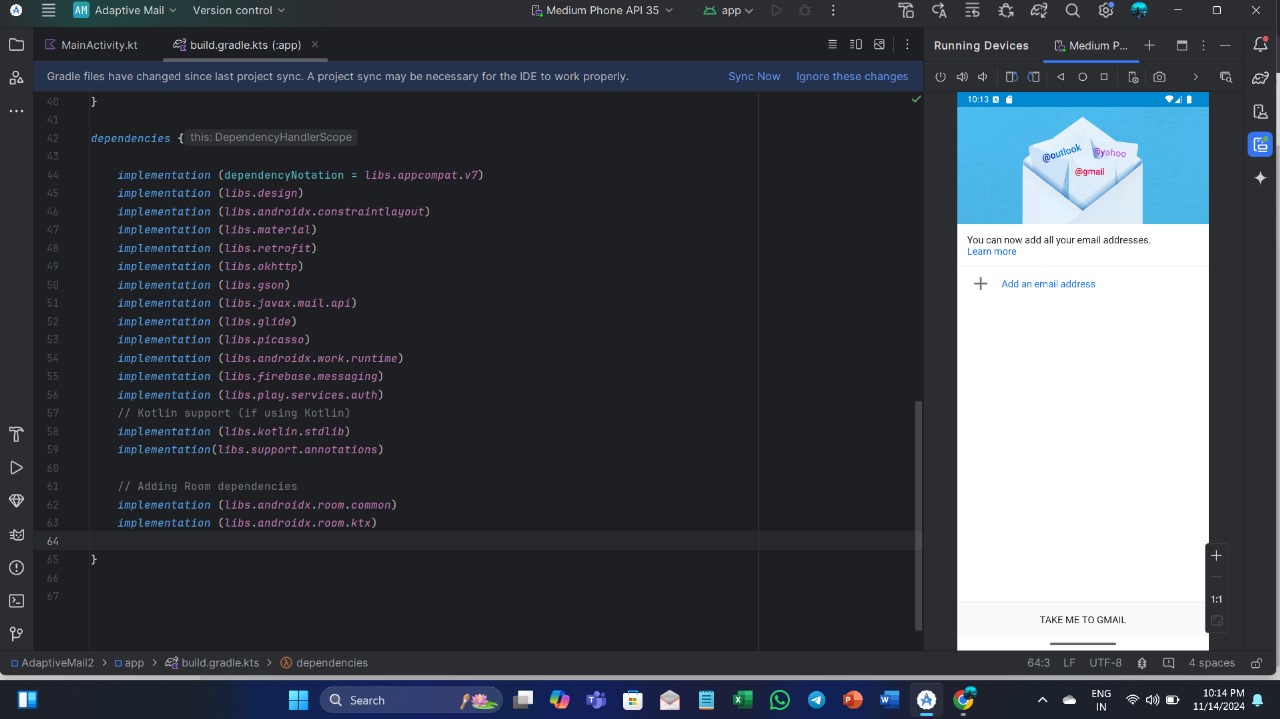 AM Adaptive Mail Version control Medium Phone API 35 app
MainActivity.kt build.gradle.kts (:app) Running Devices Medium P...
Gradle files have changed since last project sync. A project sync may be necessary for the IDE to work properly. Sync Now Ignore these changes
40 }
41
42 dependencies { this: DependencyHandlerScope
43
44 implementation (dependencyNotation = libs.appcompat.v7)
45 implementation (libs.design)
46 implementation (libs.androidx.constraintlayout)
47 implementation (libs.material)
48 implementation (libs.retrofit)
49 implementation (libs.okhttp)
50 implementation (libs.gson)
51 implementation (libs.javax.mail.api)
52 implementation (libs.glide)
53 implementation (libs.picasso)
54 implementation (libs.androidx.work.runtime)
55 implementation (libs.firebase.messaging)
56 implementation (libs.play.services.auth)
57 // Kotlin support (if using Kotlin)
58 implementation (libs.kotlin.stdlib)
59 implementation(libs.support.annotations)
60
61 // Adding Room dependencies
62 implementation (libs.androidx.room.common)
63 implementation (libs.androidx.room.ktx)
64
65 }
66
67
10:13
@outlook @yahoo
@gmail
You can now add all your email addresses.
Learn more
Add an email address
TAKE ME TO GMAIL
1:1
AdaptiveMail2 > app > build.gradle.kts > dependencies 64:3 LF UTF-8 4 spaces
Search
ENG
IN
10:14 PM
11/14/2024